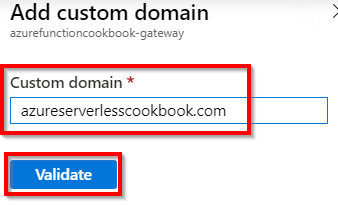 Add custom domain
azurefunctioncookbook-gateway
Custom domain *
azureserverlesscookbook.com
Validate